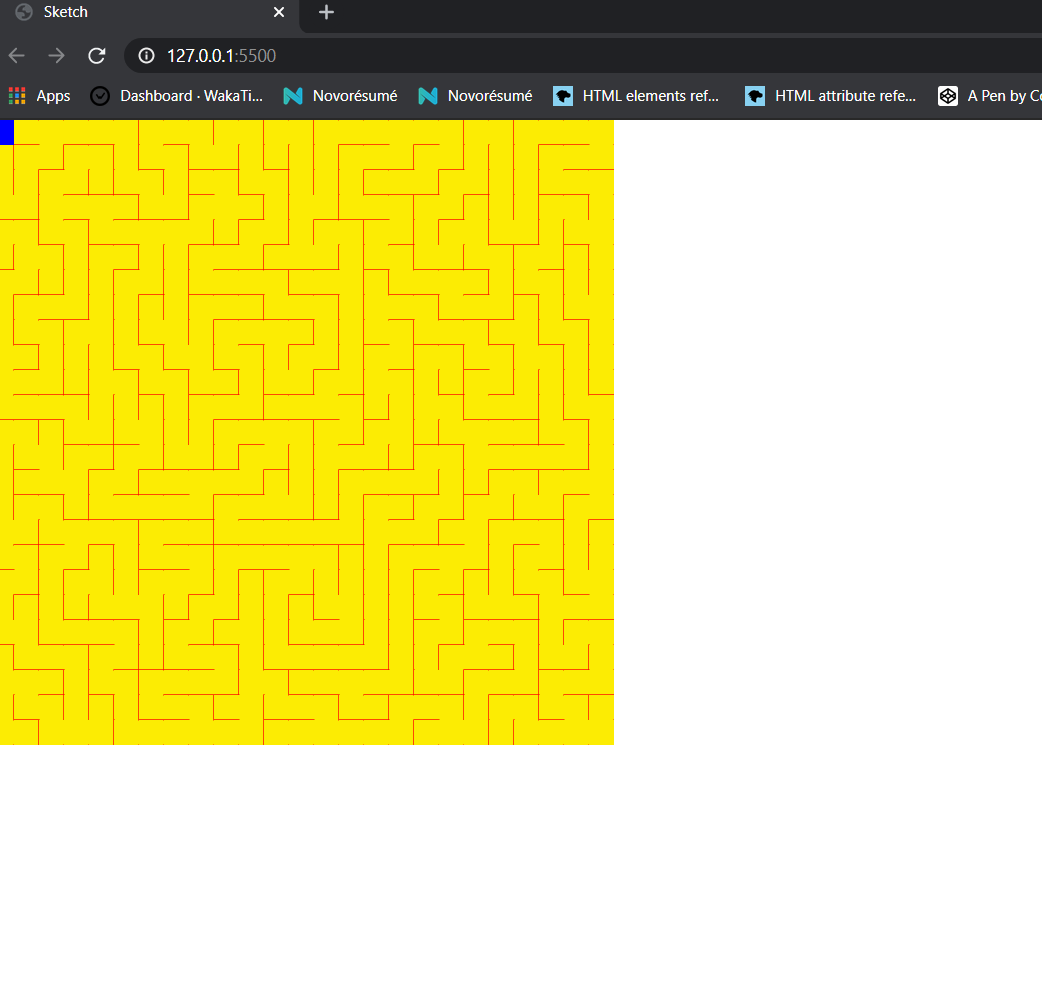 Sketch
127.0.0.1:5500
Apps Dashboard · WakaTi... Novorésumé Novorésumé HTML elements ref... HTML attribute refe... A Pen by C